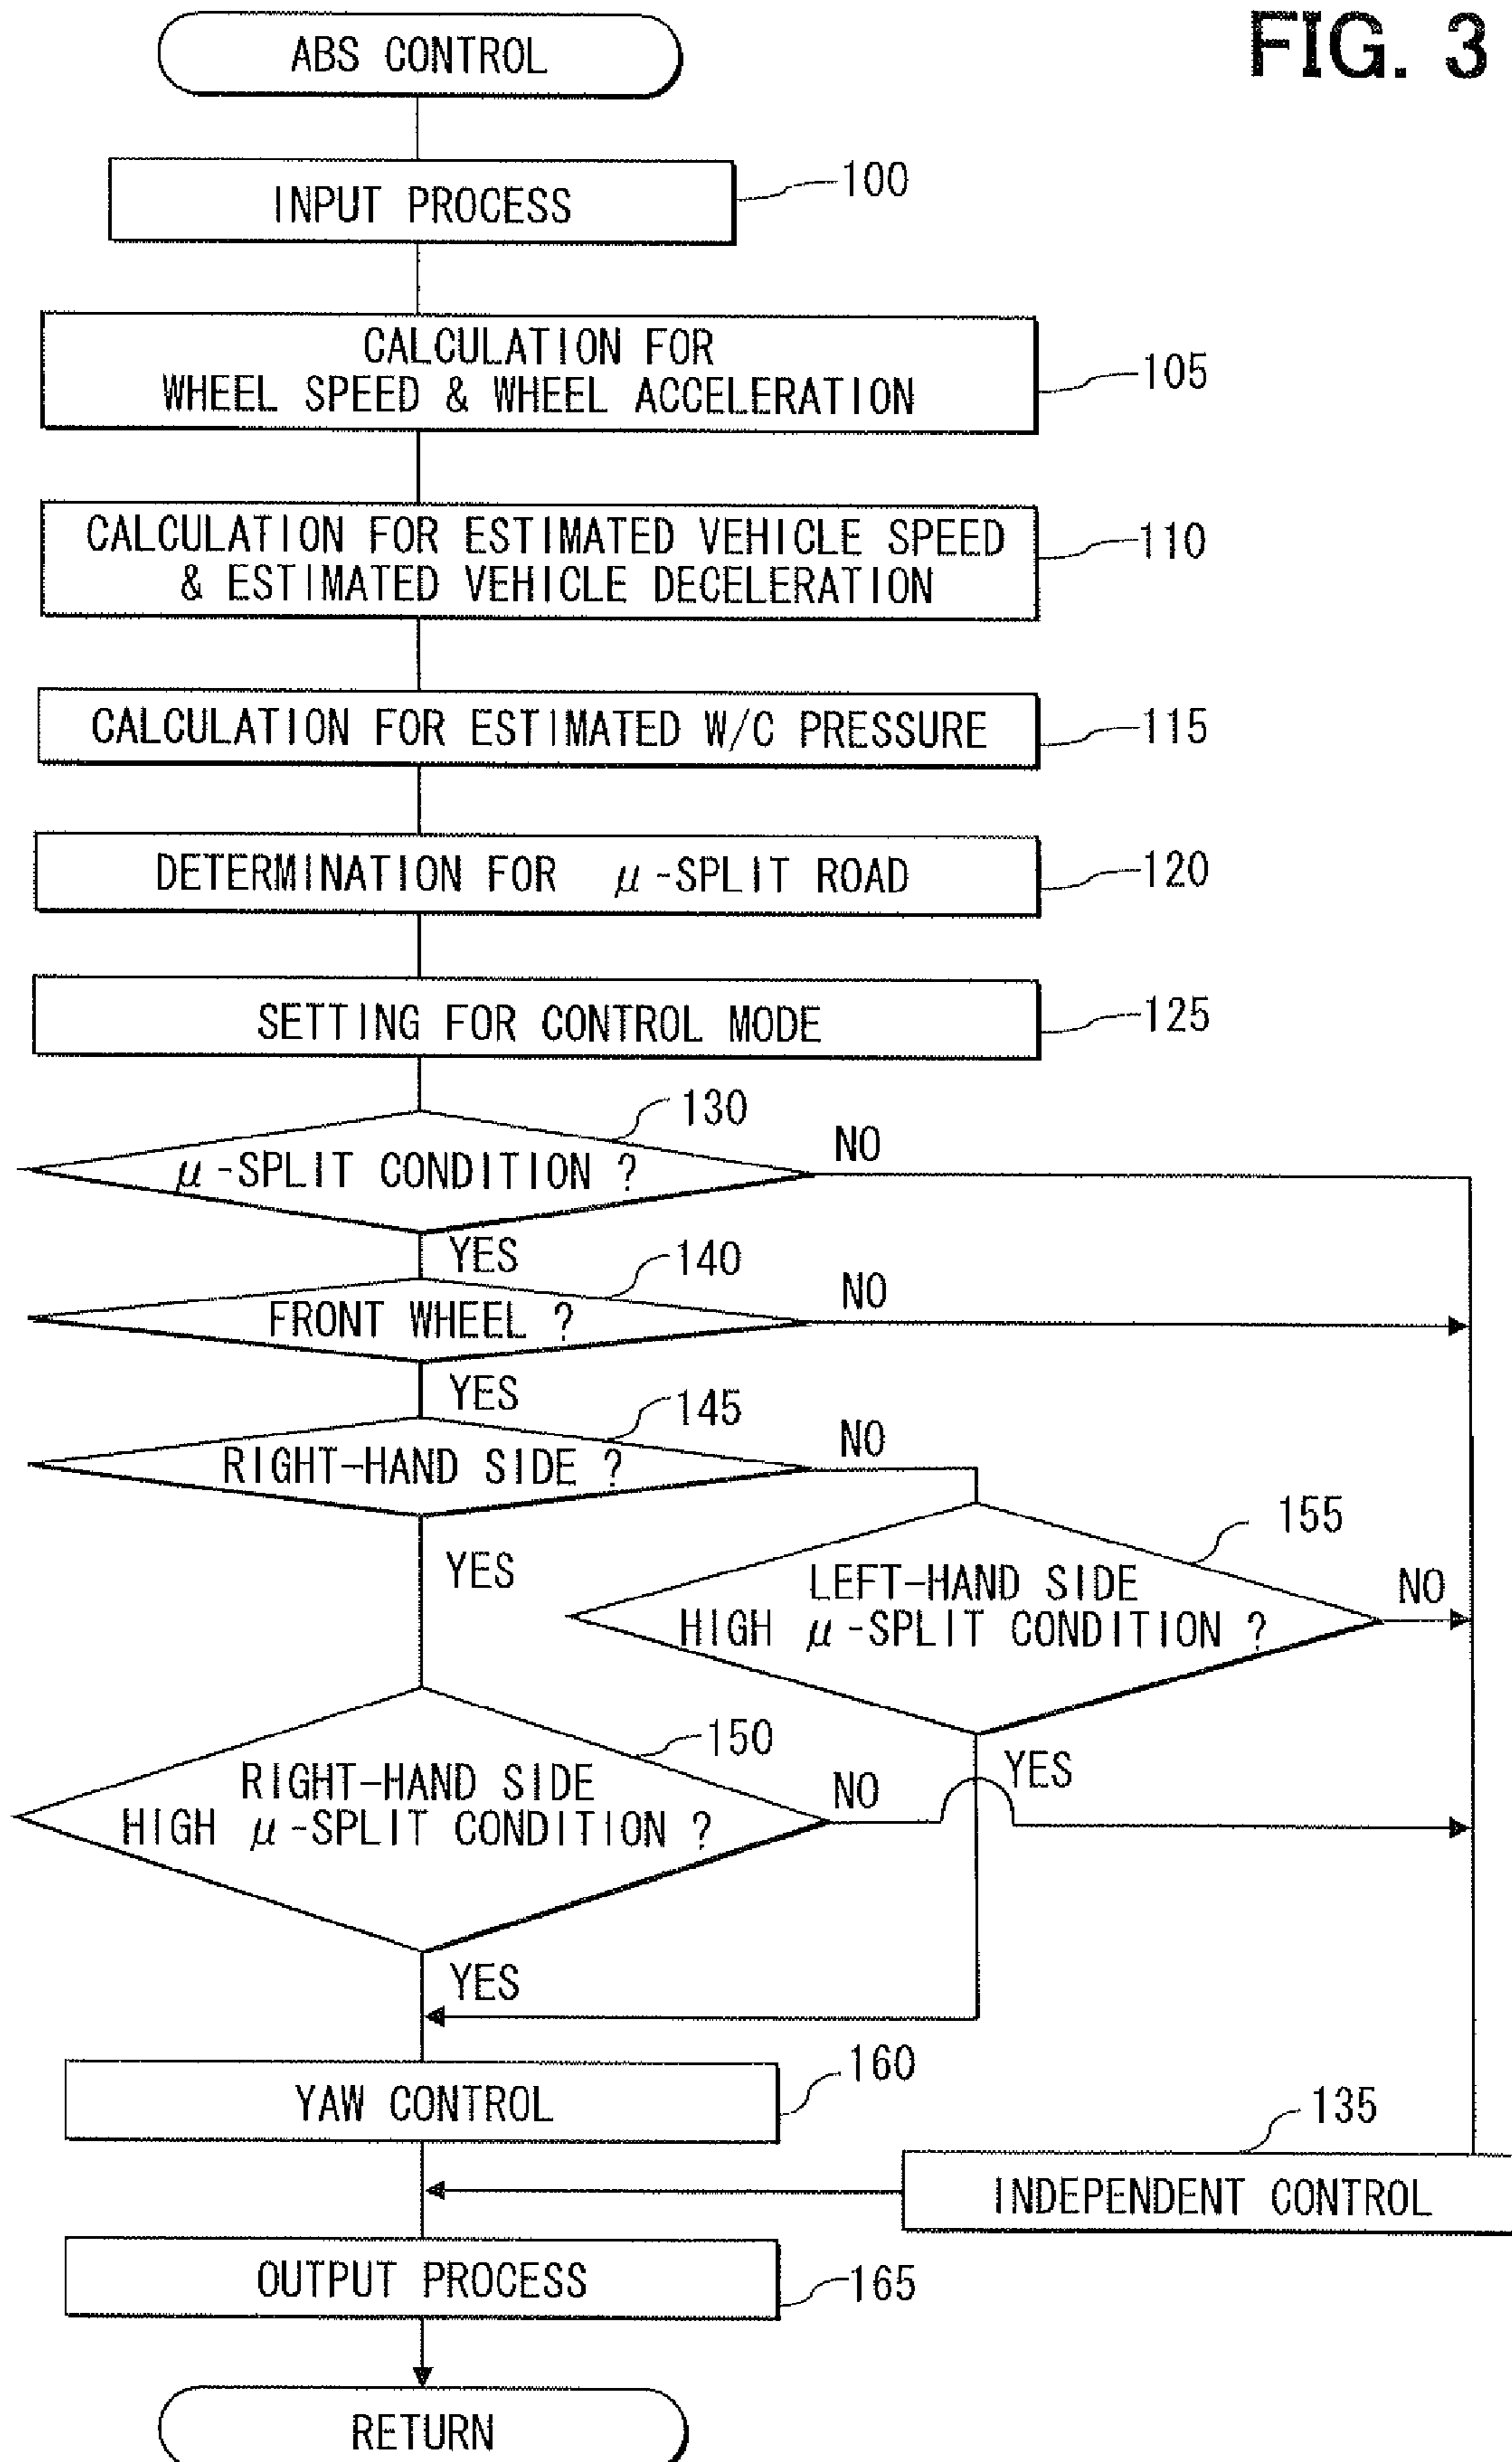 FIG. 3
ABS CONTROL
INPUT PROCESS
100
CALCULATION FOR
WHEEL SPEED & WHEEL ACCELERATION
105
CALCULATION FOR ESTIMATED VEHICLE SPEED
& ESTIMATED VEHICLE DECELERATION
110
CALCULATION FOR ESTIMATED W/C PRESSURE
115
DETERMINATION FOR μ-SPLIT ROAD
120
SETTING FOR CONTROL MODE
125
130
μ-SPLIT CONDITION ?
NO
YES
140
FRONT WHEEL ?
NO
YES
145
RIGHT-HAND SIDE ?
NO
YES
155
LEFT-HAND SIDE
HIGH μ-SPLIT CONDITION ?
NO
YES
150
RIGHT-HAND SIDE
HIGH μ-SPLIT CONDITION ?
NO
YES
YAW CONTROL
160
135
INDEPENDENT CONTROL
OUTPUT PROCESS
165
RETURN